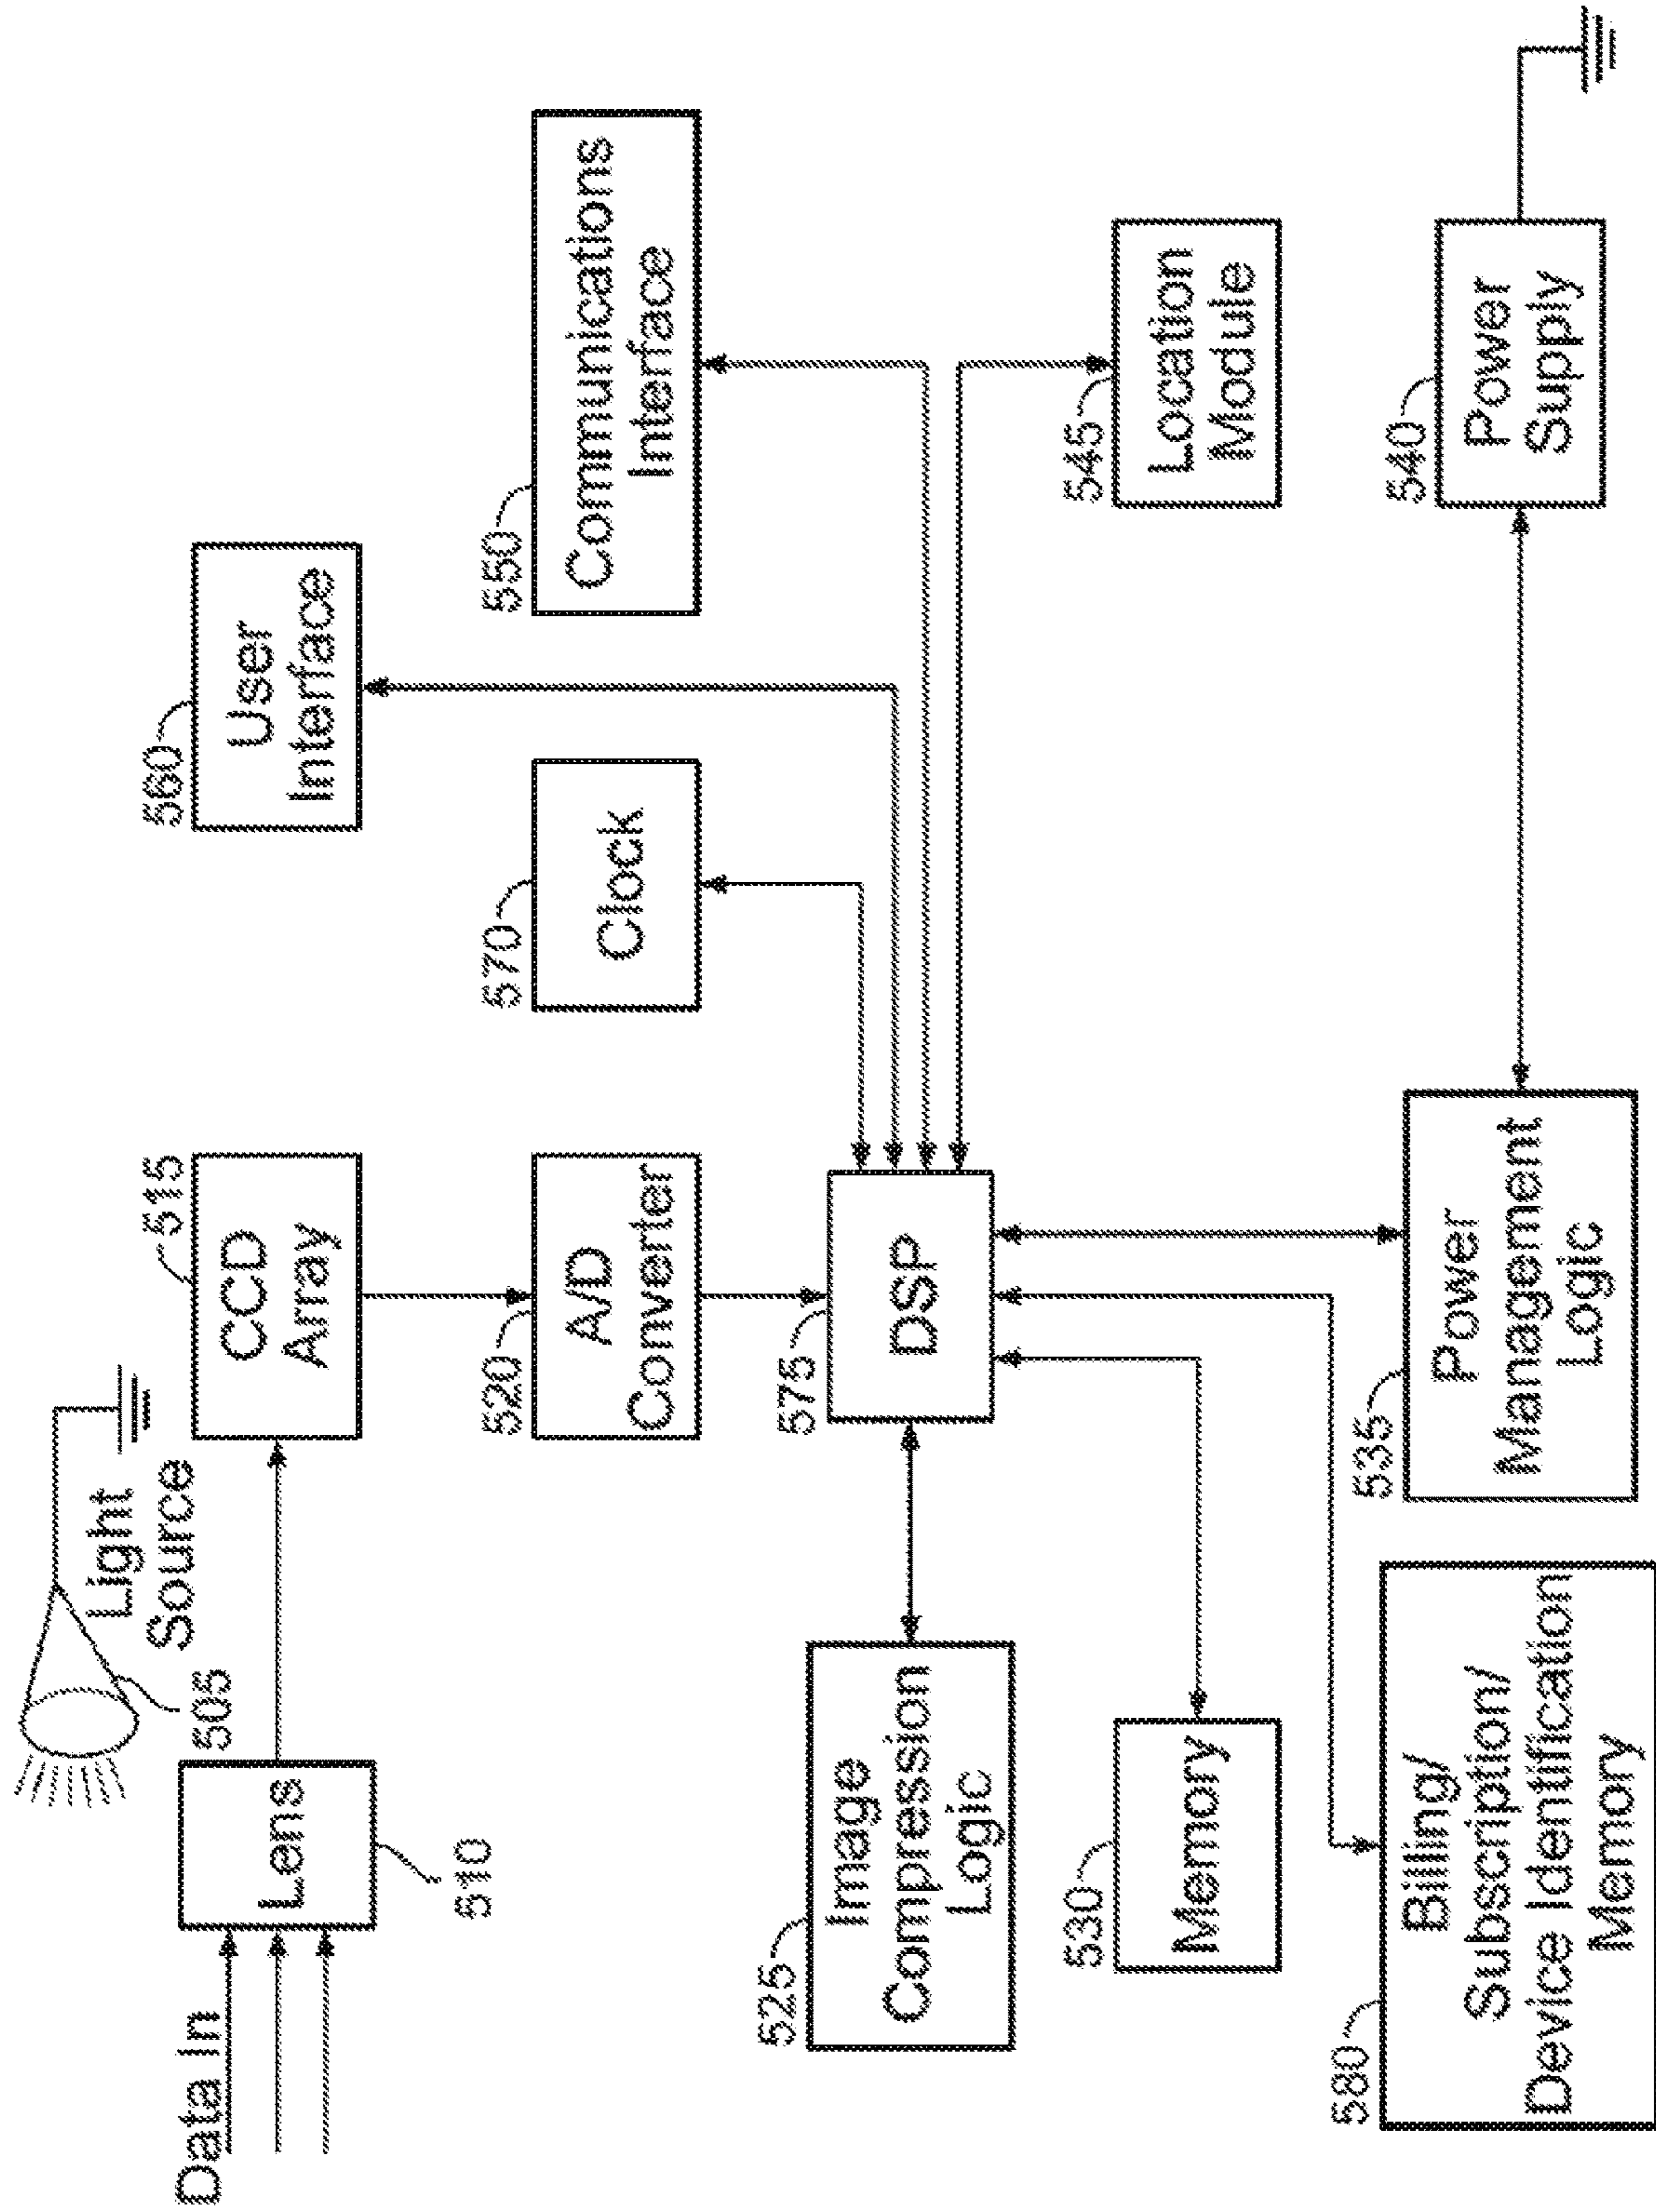 Data In
Lens
510
505
Light
Source
CCD
Array
515
A/D
Converter
520
DSP
575
Clock
570
User
Interface
560
Communications
Interface
550
Location
Module
545
Image
Compression
Logic
525
Memory
530
Billing/
Subscription/
Device Identification
Memory
580
Power
Management
Logic
535
Power
Supply
540